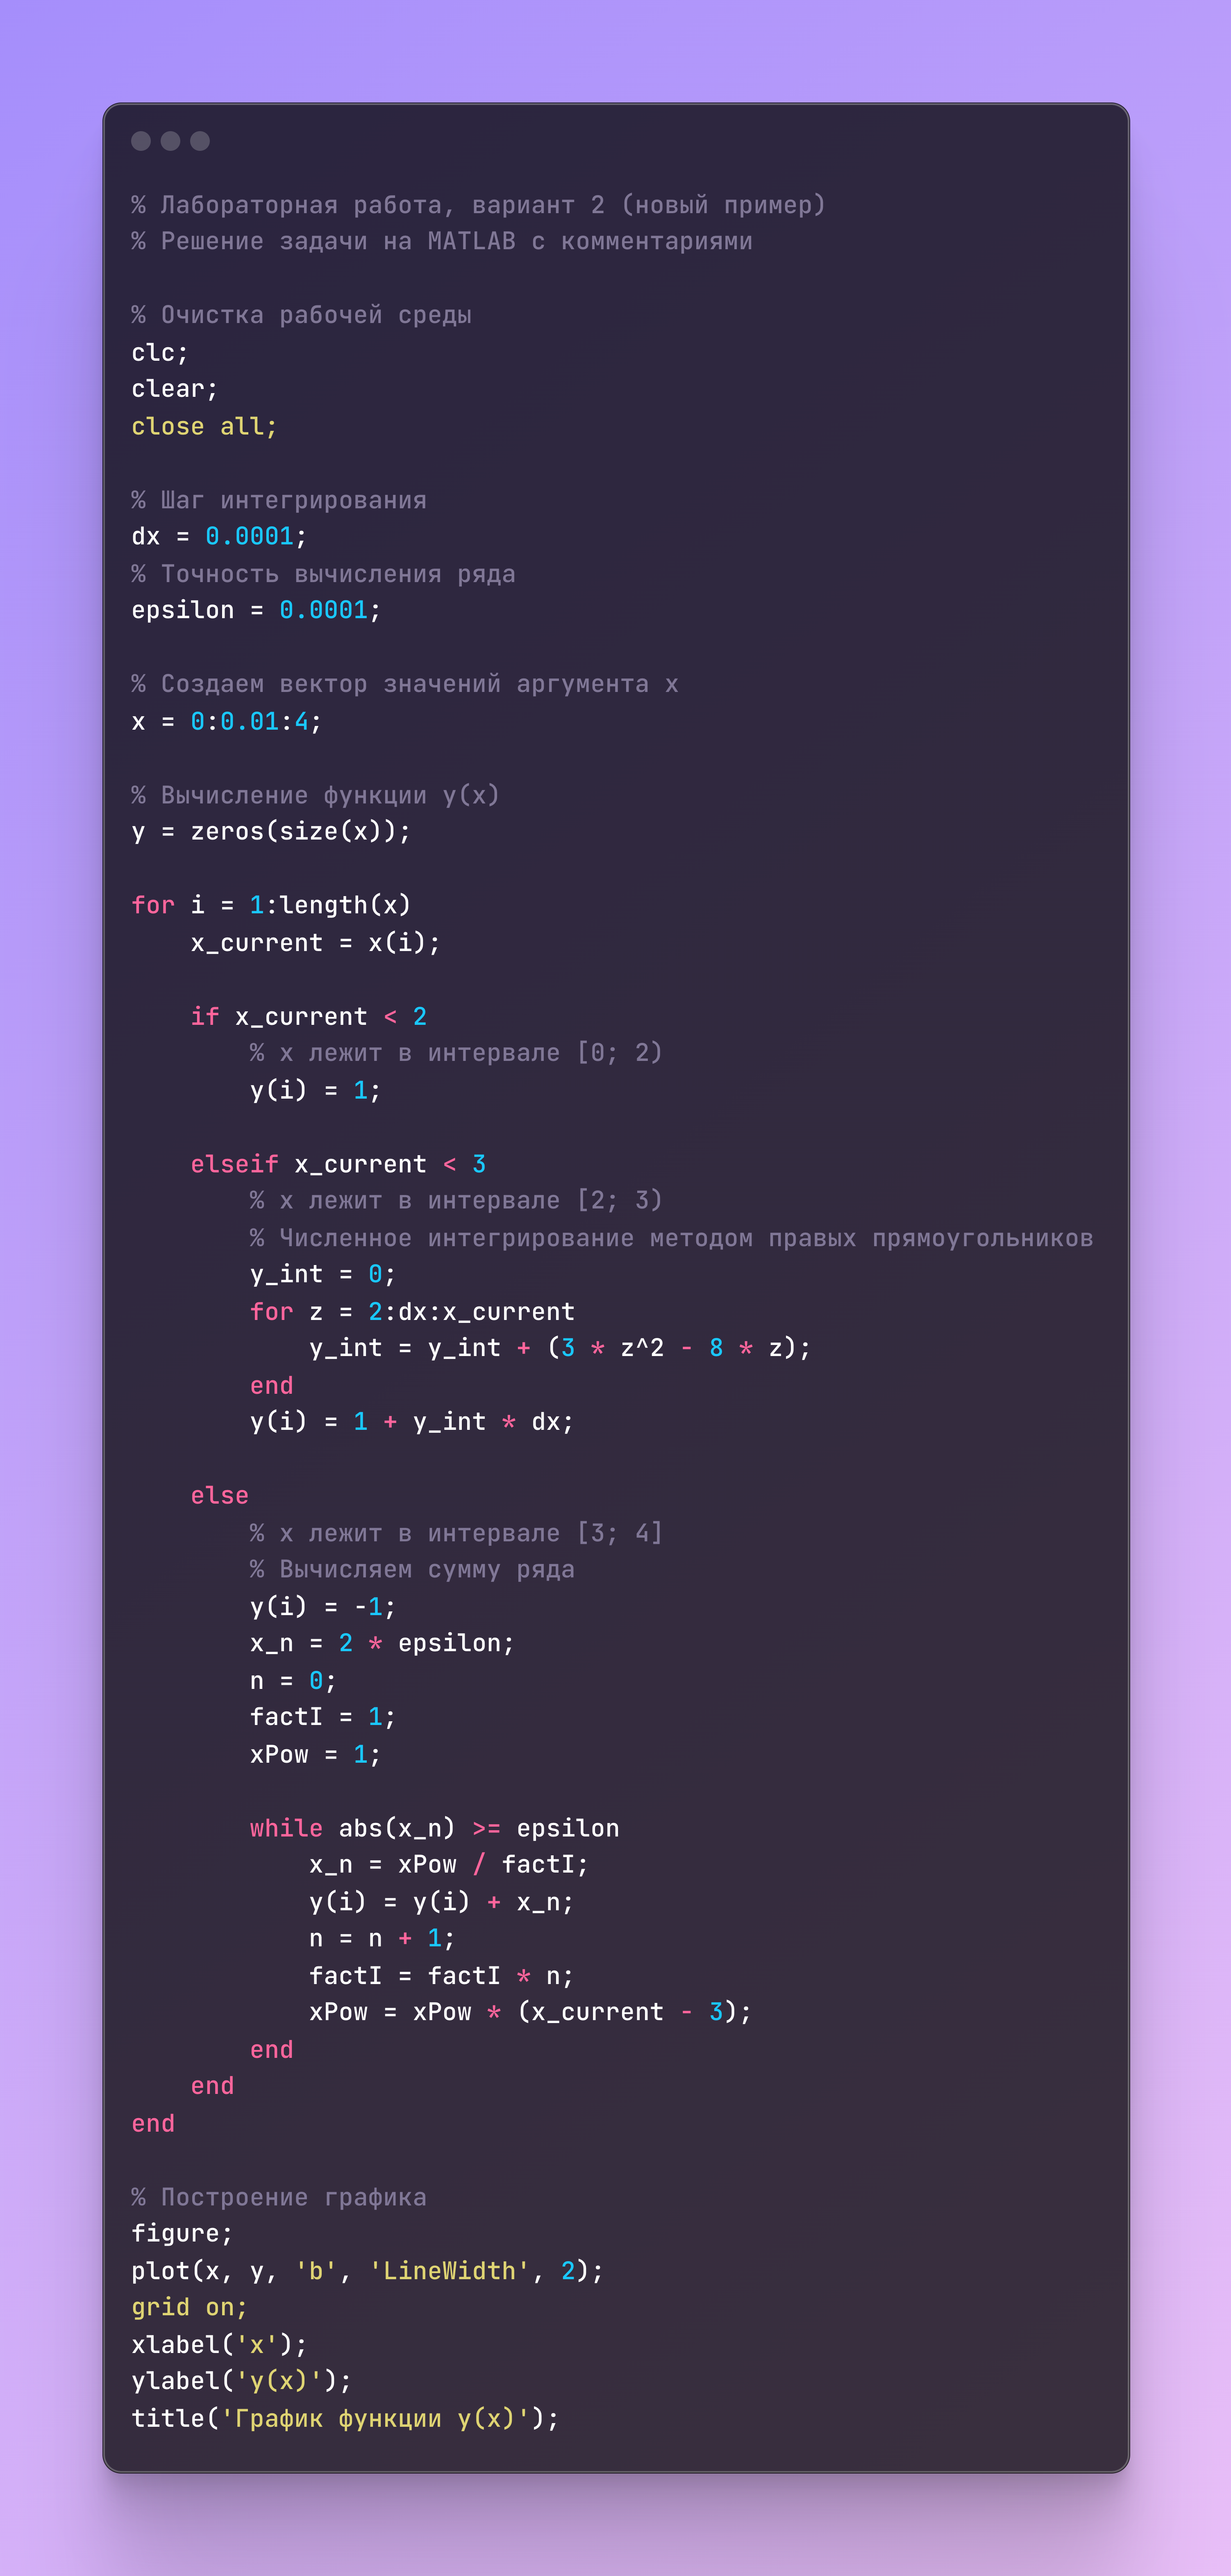 % Лабораторная работа, вариант 2 (новый пример)
% Решение задачи на MATLAB с комментариями

% Очистка рабочей среды
clc;
clear;
close all;

% Шаг интегрирования
dx = 0.0001;
% Точность вычисления ряда
epsilon = 0.0001;

% Создаем вектор значений аргумента x
x = 0:0.01:4;

% Вычисление функции y(x)
y = zeros(size(x));

for i = 1:length(x)
    x_current = x(i);

    if x_current < 2
        % x лежит в интервале [0; 2)
        y(i) = 1;

    elseif x_current < 3
        % x лежит в интервале [2; 3)
        % Численное интегрирование методом правых прямоугольников
        y_int = 0;
        for z = 2:dx:x_current
            y_int = y_int + (3 * z^2 - 8 * z);
        end
        y(i) = 1 + y_int * dx;

    else
        % x лежит в интервале [3; 4]
        % Вычисляем сумму ряда
        y(i) = -1;
        x_n = 2 * epsilon;
        n = 0;
        factI = 1;
        xPow = 1;

        while abs(x_n) >= epsilon
            x_n = xPow / factI;
            y(i) = y(i) + x_n;
            n = n + 1;
            factI = factI * n;
            xPow = xPow * (x_current - 3);
        end
    end
end

% Построение графика
figure;
plot(x, y, 'b', 'LineWidth', 2);
grid on;
xlabel('x');
ylabel('y(x)');
title('График функции y(x)');